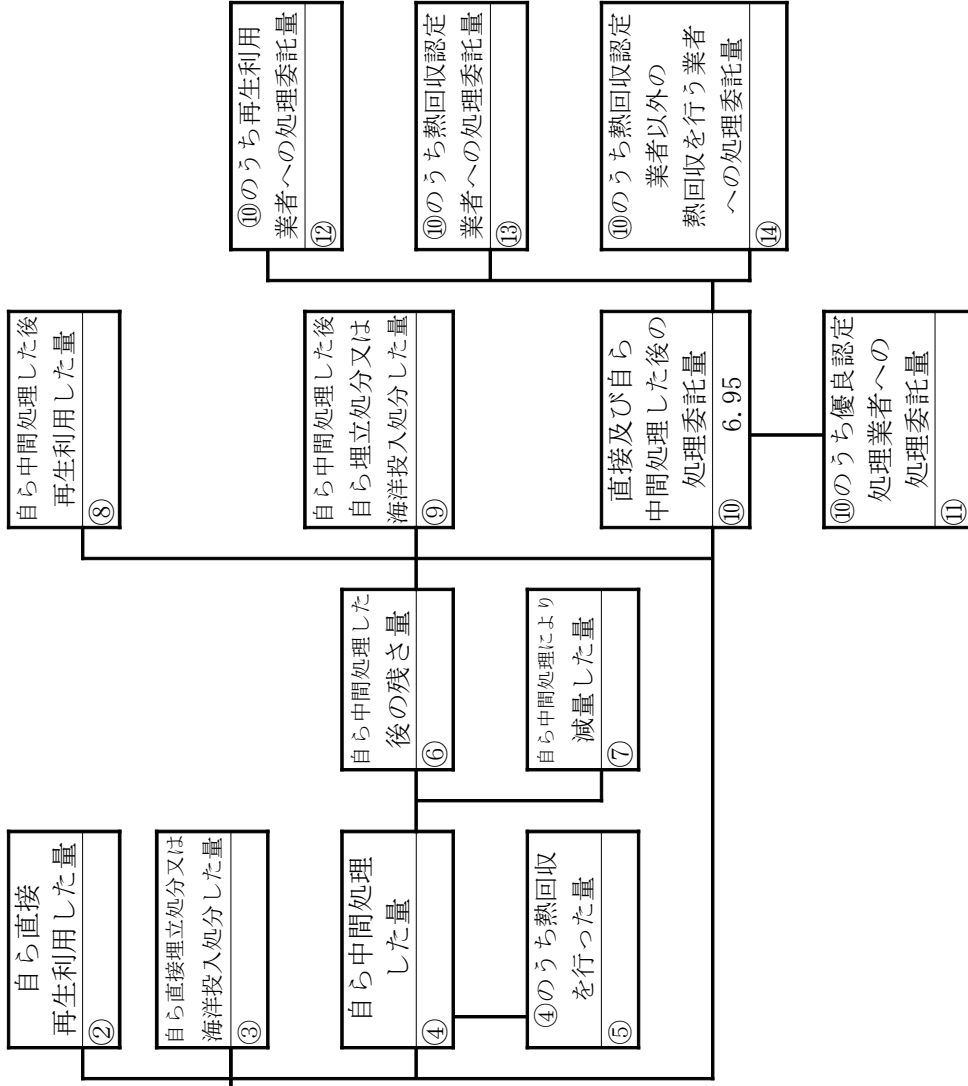 自ら直接
再生利用した量
②
自ら直接埋立処分又は
海洋投入処分した量
③
自ら中間処理
した量
④
④のうち熱回収
を行った量
⑤
自ら中間処理した
後の残さ量
⑥
自ら中間処理により
減量した量
⑦
自ら中間処理した後
再生利用した量
⑧
自ら中間処理した後
自ら埋立処分又は
海洋投入処分した量
⑨
直接及び自ら
中間処理した後の
処理委託量
⑩ 6.95
⑩のうち優良認定
処理業者への
処理委託量
⑪
⑩のうち再生利用
業者への処理委託量
⑫
⑩のうち熱回収認定
業者への処理委託量
⑬
⑩のうち熱回収認定
業者以外の
熱回収を行う業者
への処理委託量
⑭